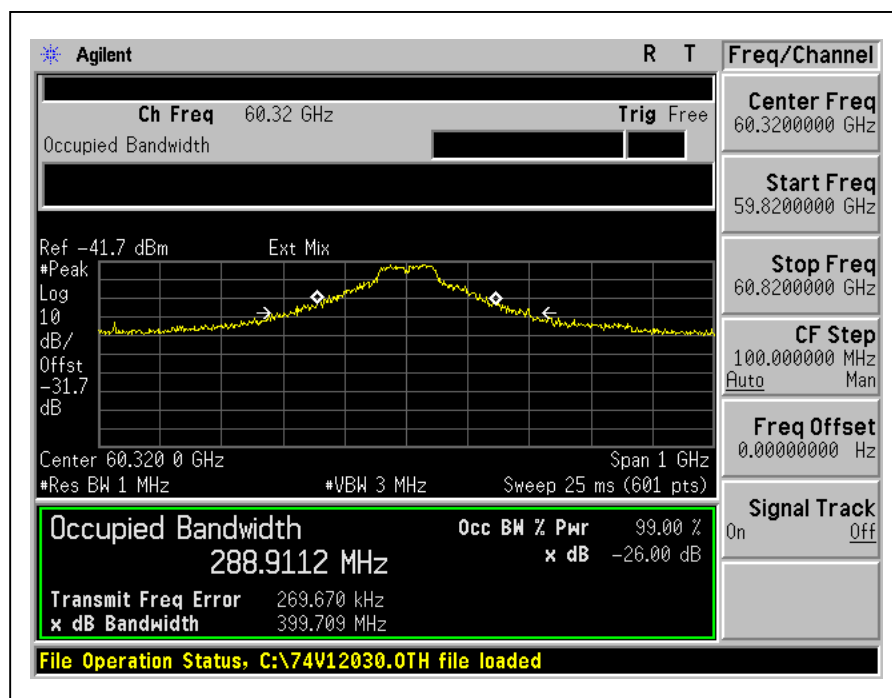 Agilent R T Freq/Channel
Ch Freq 60.32 GHz Trig Free
Occupied Bandwidth
Center Freq
60.3200000 GHz
Start Freq
59.8200000 GHz
Stop Freq
60.8200000 GHz
CF Step
100.000000 MHz
Auto Man
Freq Offset
0.00000000 Hz
Signal Track
On Off
Ref -41.7 dBm Ext Mix
#Peak
Log
10
dB/
Offst
-31.7
dB
Center 60.320 0 GHz Span 1 GHz
#Res BW 1 MHz #VBW 3 MHz Sweep 25 ms (601 pts)
Occupied Bandwidth Occ BW % Pwr 99.00 %
288.9112 MHz x dB -26.00 dB
Transmit Freq Error 269.670 kHz
x dB Bandwidth 399.709 MHz
File Operation Status, C:\74V12030.OTH file loaded